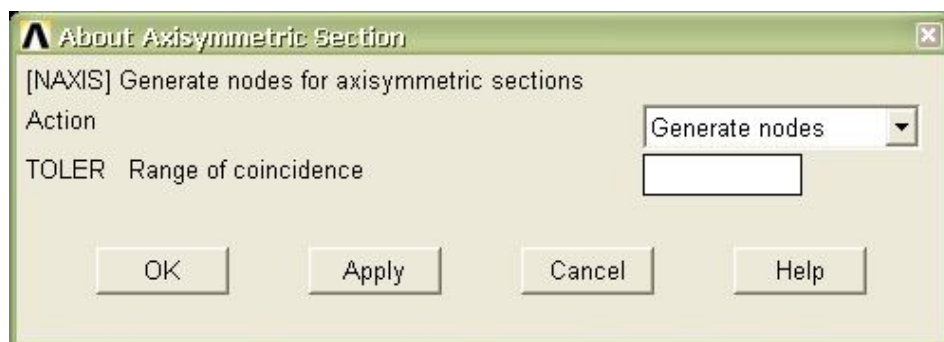 About Axisymmetric Section
[NAXIS] Generate nodes for axisymmetric sections
Action Generate nodes
TOLER Range of coincidence
OK Apply Cancel Help